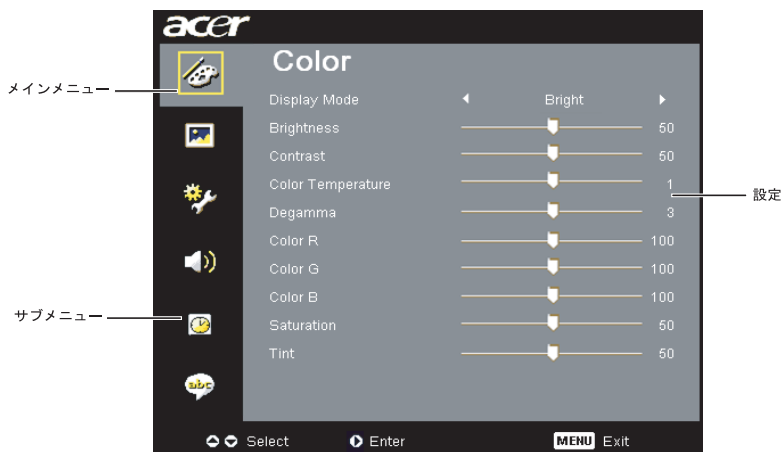 acer
Color
メインメニュー
Display Mode Bright
Brightness 50
Contrast 50
Color Temperature 1
設定
Degamma 3
Color R 100
Color G 100
Color B 100
サブメニュー
Saturation 50
Tint 50
abc
Select Enter MENU Exit